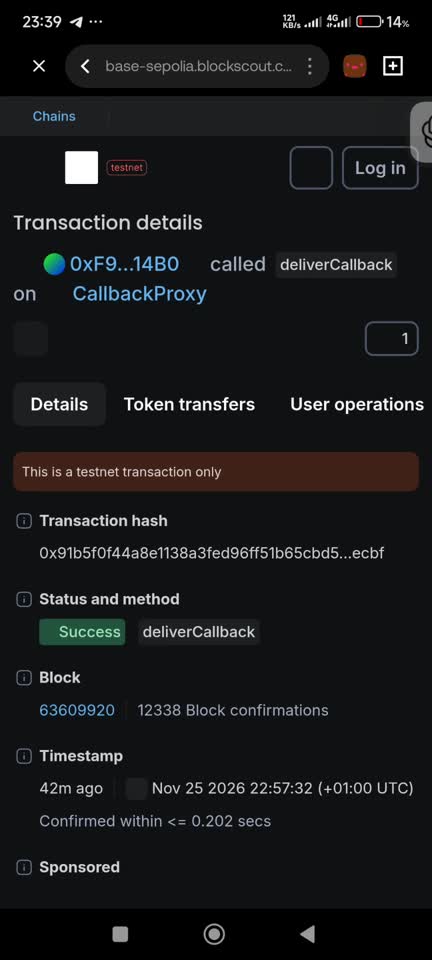 23:39 ...
121 KB/s 4G 14%
base-sepolia.blockscout.c...
Chains
testnet
Log in
Transaction details
0xF9...14B0 called deliverCallback
on CallbackProxy
1
Details Token transfers User operations
This is a testnet transaction only
Transaction hash
0x91b5f0f44a8e1138a3fed96ff51b65cbd5...ecbf
Status and method
Success deliverCallback
Block
63609920 12338 Block confirmations
Timestamp
42m ago Nov 25 2026 22:57:32 (+01:00 UTC)
Confirmed within <= 0.202 secs
Sponsored